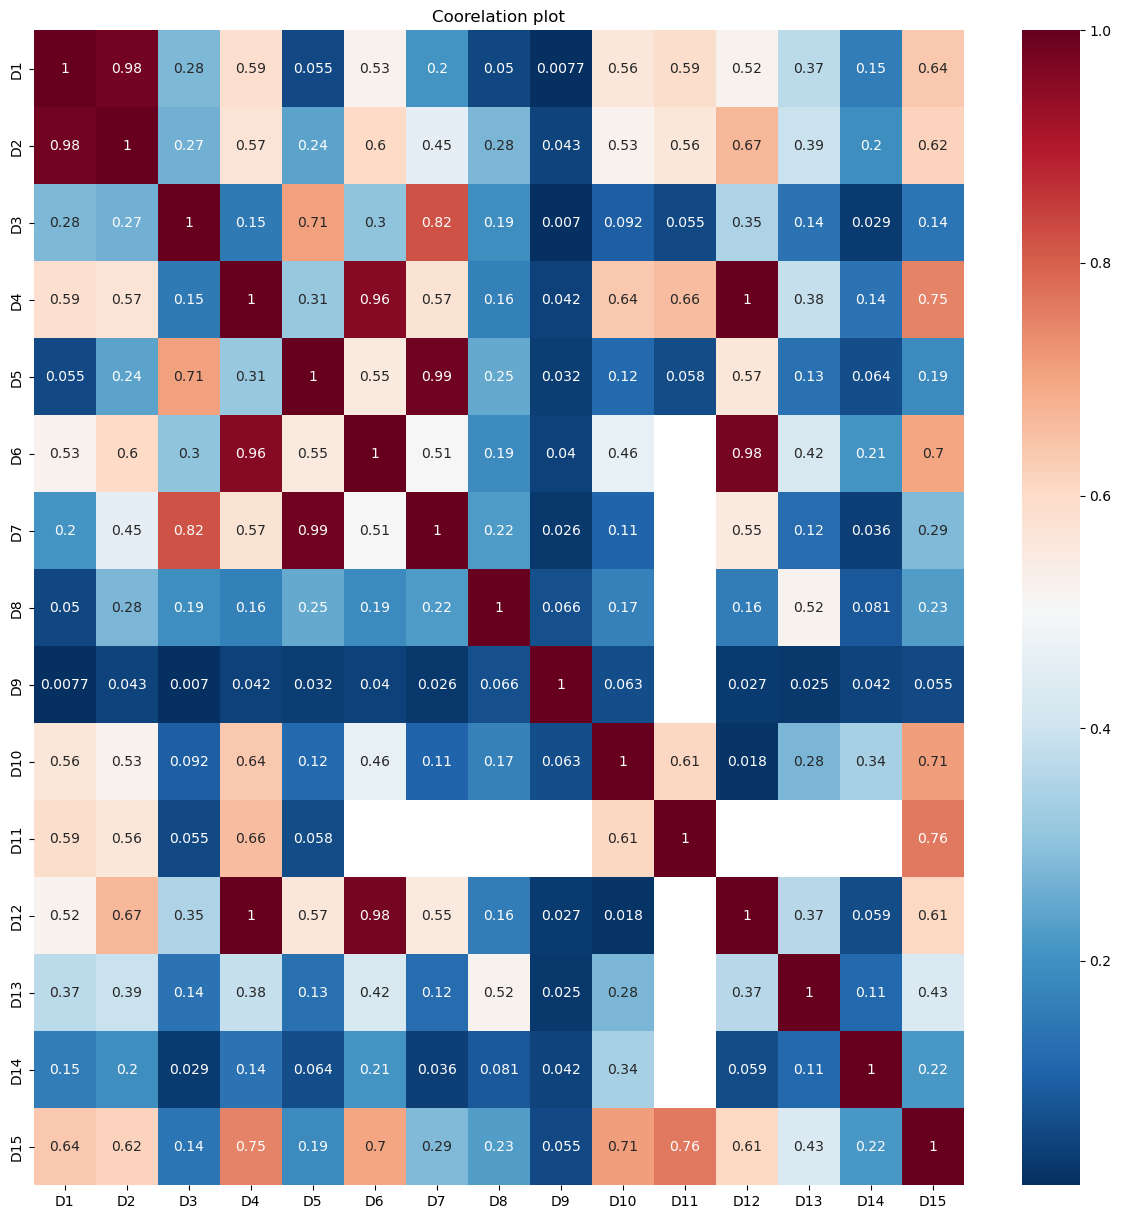 Coorelation plot
D1 1 0.98 0.28 0.59 0.055 0.53 0.2 0.05 0.0077 0.56 0.59 0.52 0.37 0.15 0.64
D2 0.98 1 0.27 0.57 0.24 0.6 0.45 0.28 0.043 0.53 0.56 0.67 0.39 0.2 0.62
D3 0.28 0.27 1 0.15 0.71 0.3 0.82 0.19 0.007 0.092 0.055 0.35 0.14 0.029 0.14
D4 0.59 0.57 0.15 1 0.31 0.96 0.57 0.16 0.042 0.64 0.66 1 0.38 0.14 0.75
D5 0.055 0.24 0.71 0.31 1 0.55 0.99 0.25 0.032 0.12 0.058 0.57 0.13 0.064 0.19
D6 0.53 0.6 0.3 0.96 0.55 1 0.51 0.19 0.04 0.46 0.98 0.42 0.21 0.7
D7 0.2 0.45 0.82 0.57 0.99 0.51 1 0.22 0.026 0.11 0.55 0.12 0.036 0.29
D8 0.05 0.28 0.19 0.16 0.25 0.19 0.22 1 0.066 0.17 0.16 0.52 0.081 0.23
D9 0.0077 0.043 0.007 0.042 0.032 0.04 0.026 0.066 1 0.063 0.027 0.025 0.042 0.055
D10 0.56 0.53 0.092 0.64 0.12 0.46 0.11 0.17 0.063 1 0.61 0.018 0.28 0.34 0.71
D11 0.59 0.56 0.055 0.66 0.058 0.61 1 0.76
D12 0.52 0.67 0.35 1 0.57 0.98 0.55 0.16 0.027 0.018 1 0.37 0.059 0.61
D13 0.37 0.39 0.14 0.38 0.13 0.42 0.12 0.52 0.025 0.28 0.37 1 0.11 0.43
D14 0.15 0.2 0.029 0.14 0.064 0.21 0.036 0.081 0.042 0.34 0.059 0.11 1 0.22
D15 0.64 0.62 0.14 0.75 0.19 0.7 0.29 0.23 0.055 0.71 0.76 0.61 0.43 0.22 1
D1 D2 D3 D4 D5 D6 D7 D8 D9 D10 D11 D12 D13 D14 D15
1.0
0.8
0.6
0.4
0.2